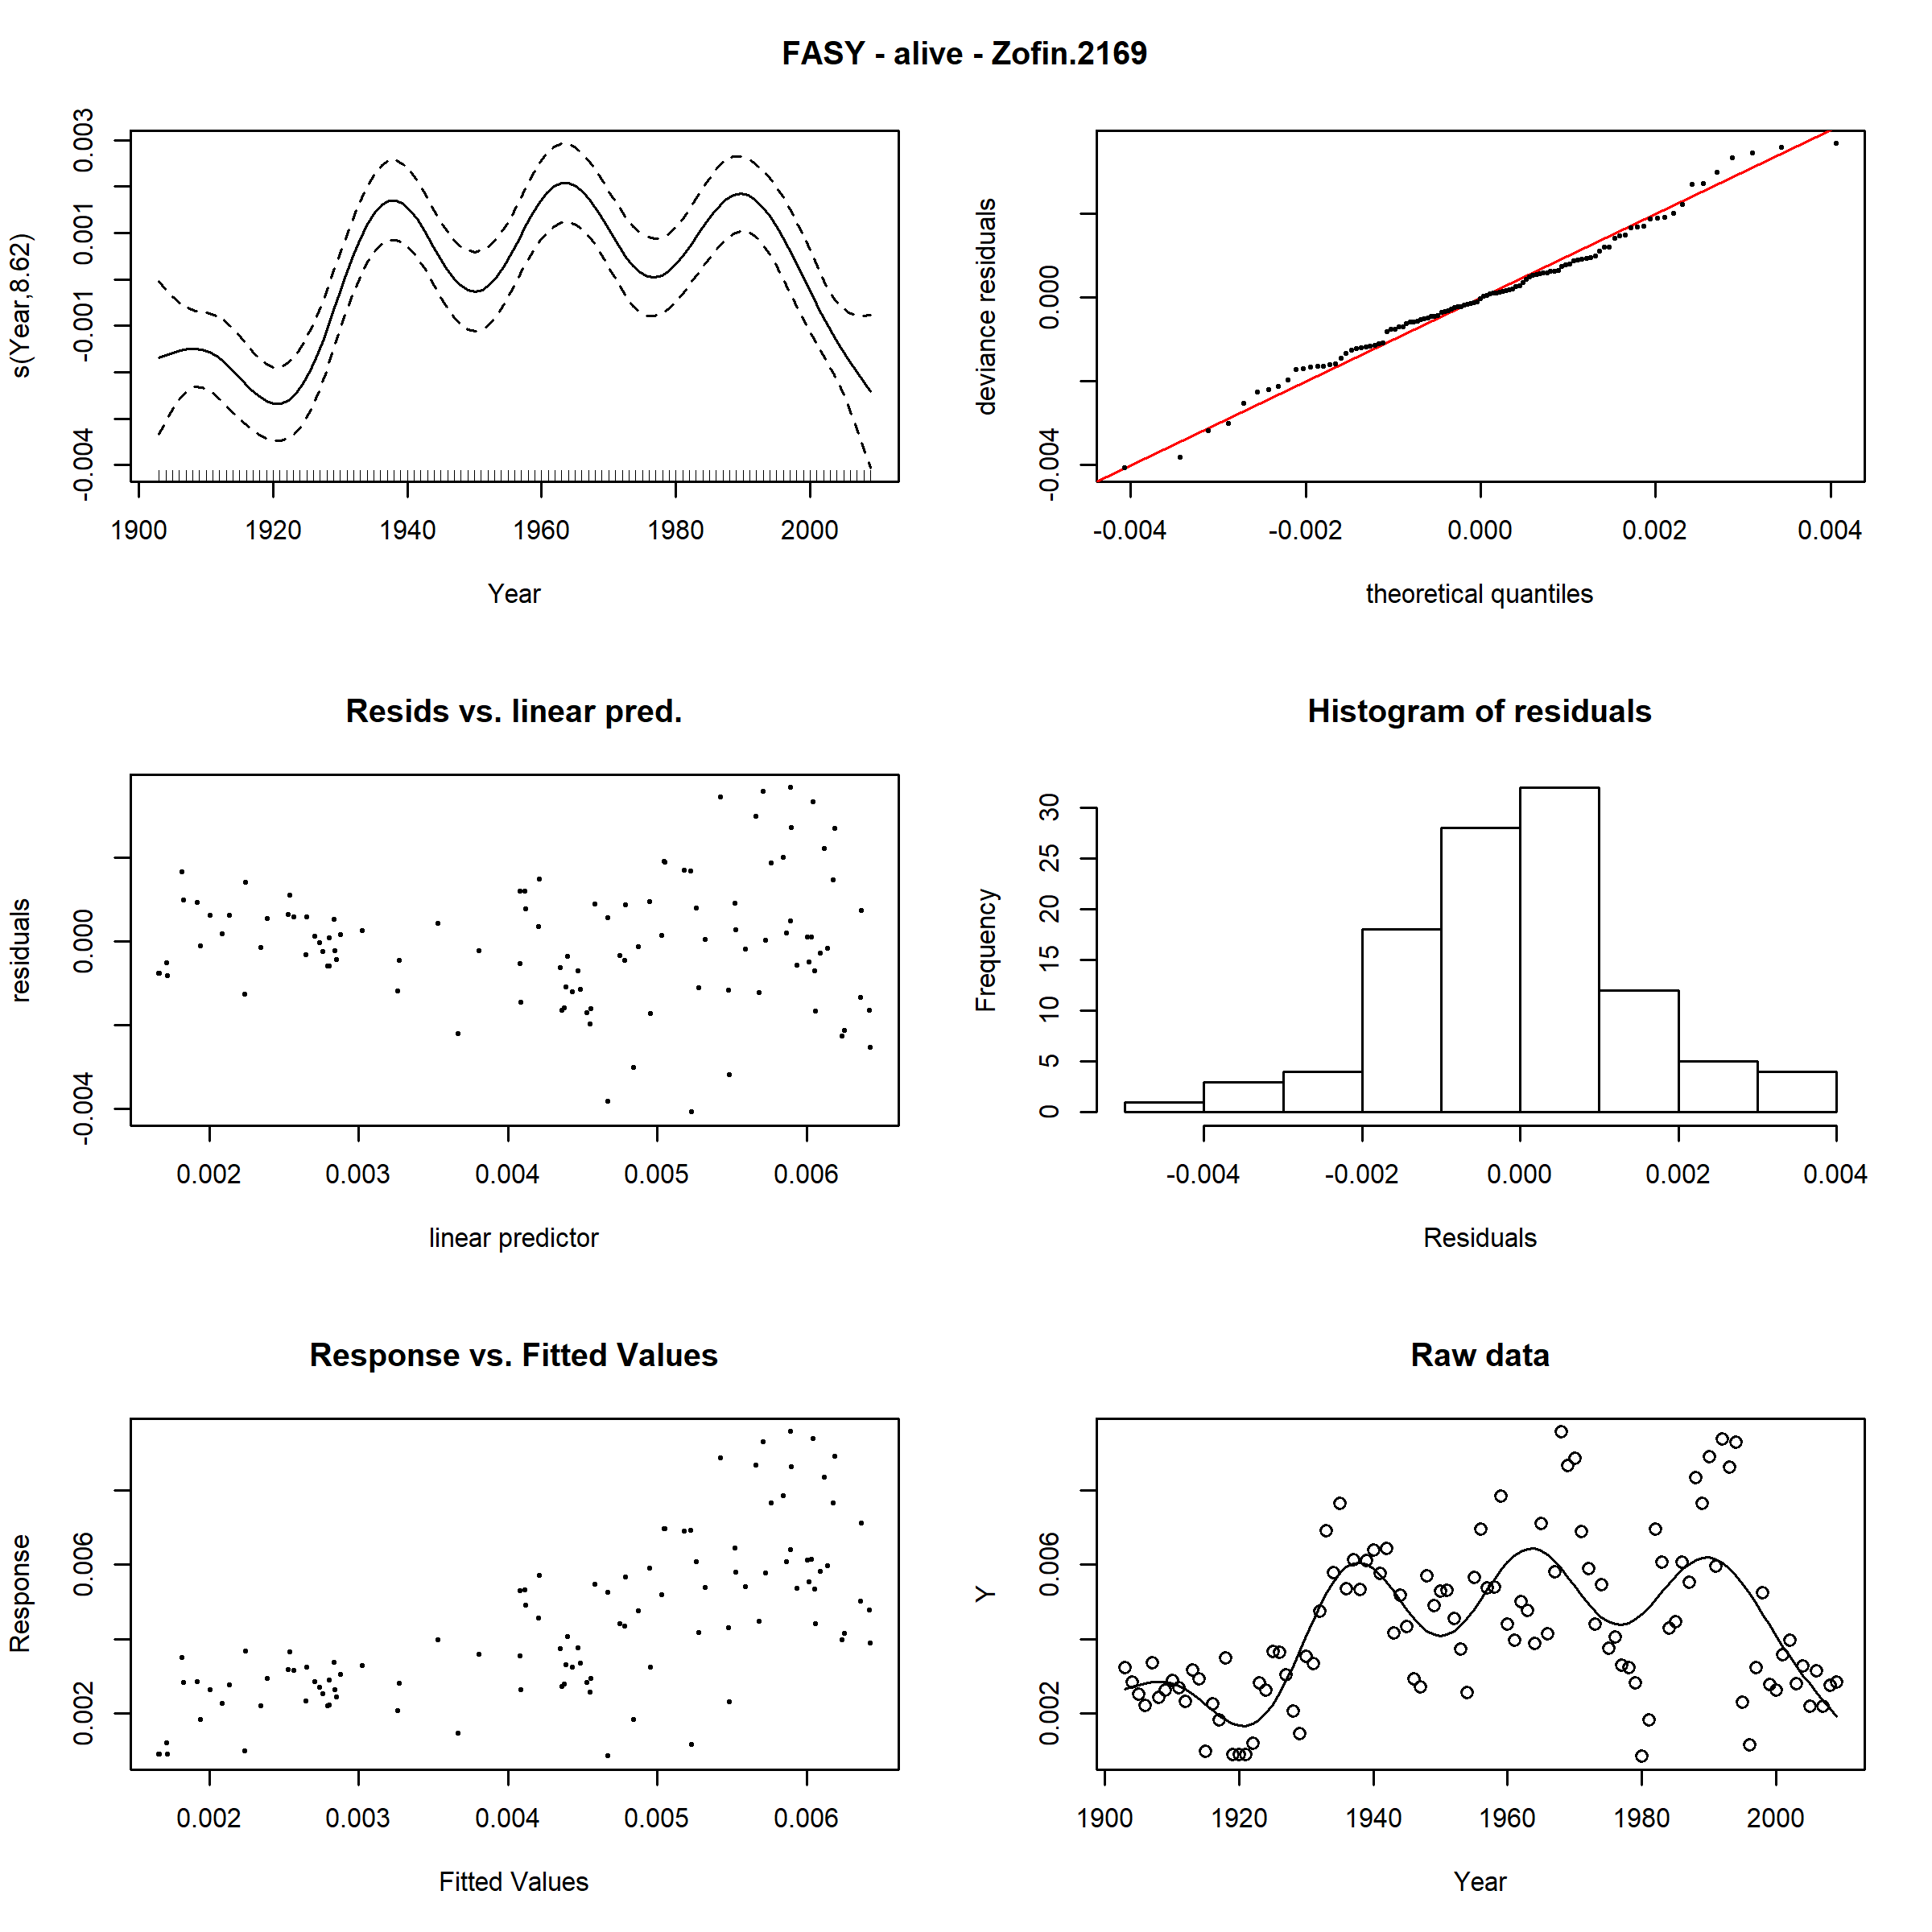 FASY - alive - Zofin.2169
s(Year,8.62)
0.003
0.001
-0.001
-0.004
1900 1920 1940 1960 1980 2000
Year
deviance residuals
0.000
-0.004
-0.004 -0.002 0.000 0.002 0.004
theoretical quantiles
Resids vs. linear pred.
residuals
0.000
-0.004
0.002 0.003 0.004 0.005 0.006
linear predictor
Histogram of residuals
Frequency
30
25
20
15
10
5
0
-0.004 -0.002 0.000 0.002 0.004
Residuals
Response vs. Fitted Values
Response
0.006
0.002
0.002 0.003 0.004 0.005 0.006
Fitted Values
Raw data
Y
0.006
0.002
1900 1920 1940 1960 1980 2000
Year